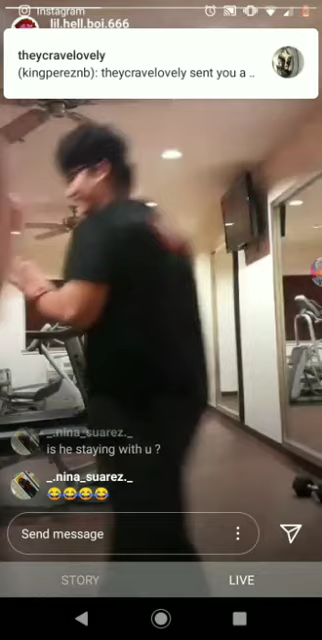 Instagram
lil.hell.boi.666
theycravelovely
(kingpereznb): theycravelovely sent you a ..
_.nina_suarez._
is he staying with u ?
_.nina_suarez._
😂😂😂😂
Send message
STORY
LIVE